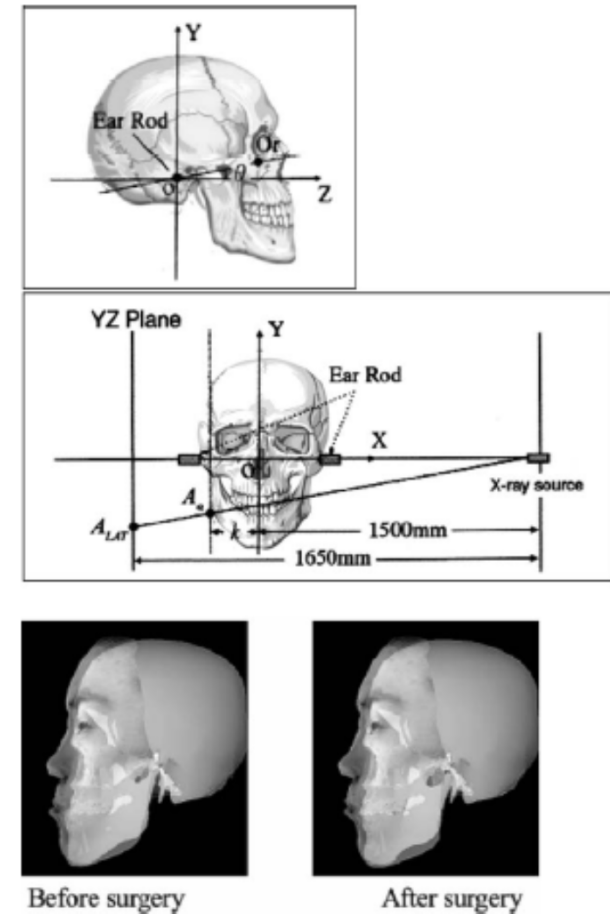 Y
Ear Rod
Or
θ
O
Z
YZ Plane
Y
Ear Rod
X
O
X-ray source
A
A_LAT
k
1500mm
1650mm
Before surgery
After surgery